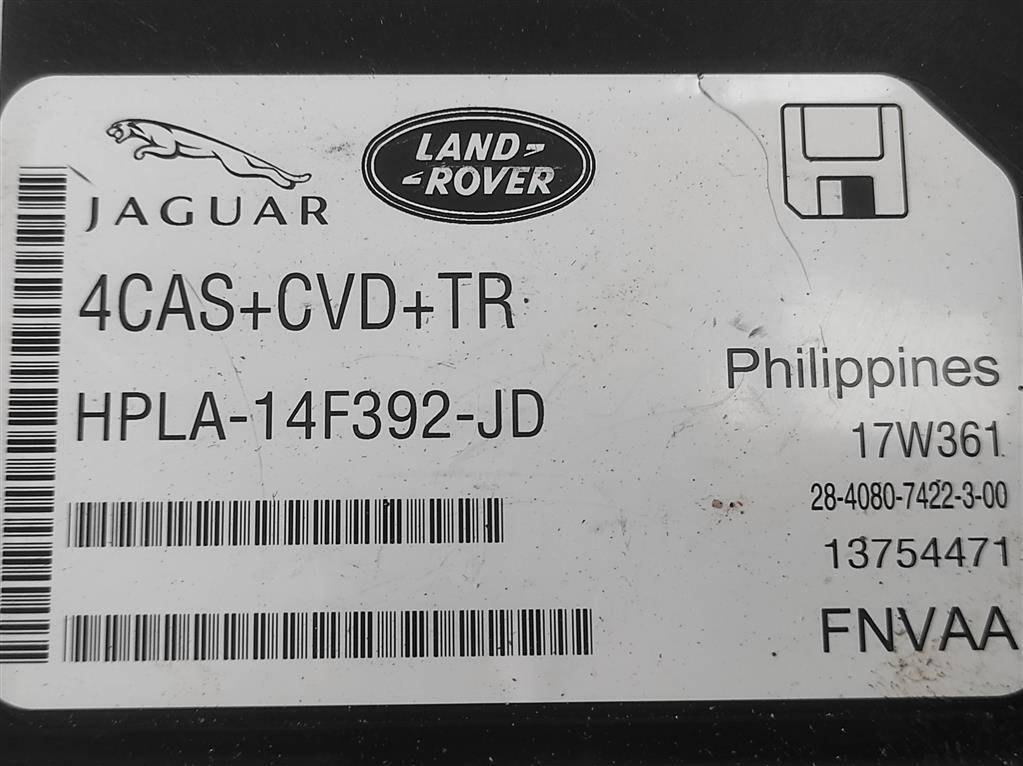 JAGUAR
LAND-
-ROVER
4CAS+CVD+TR
HPLA-14F392-JD
Philippines
17W361
28-4080-7422-3-00
13754471
FNVAA